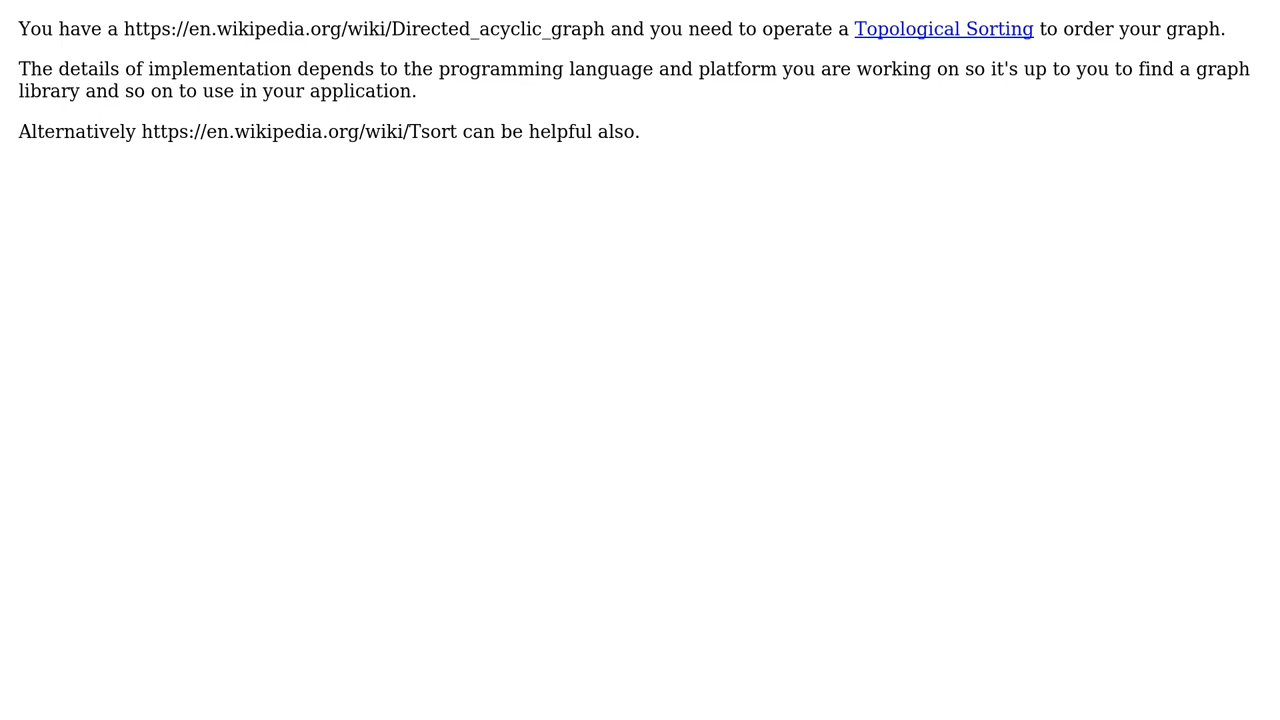 You have a https://en.wikipedia.org/wiki/Directed_acyclic_graph and you need to operate a Topological Sorting to order your graph.
The details of implementation depends to the programming language and platform you are working on so it's up to you to find a graph
library and so on to use in your application.
Alternatively https://en.wikipedia.org/wiki/Tsort can be helpful also.